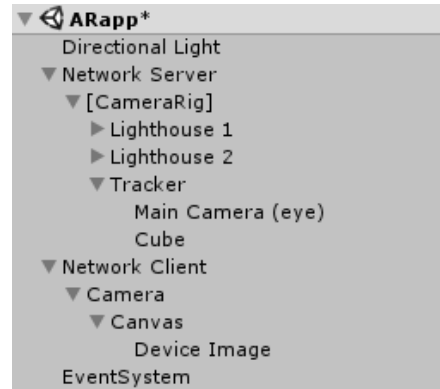 ARapp*
Directional Light
Network Server
[CameraRig]
Lighthouse 1
Lighthouse 2
Tracker
Main Camera (eye)
Cube
Network Client
Camera
Canvas
Device Image
EventSystem